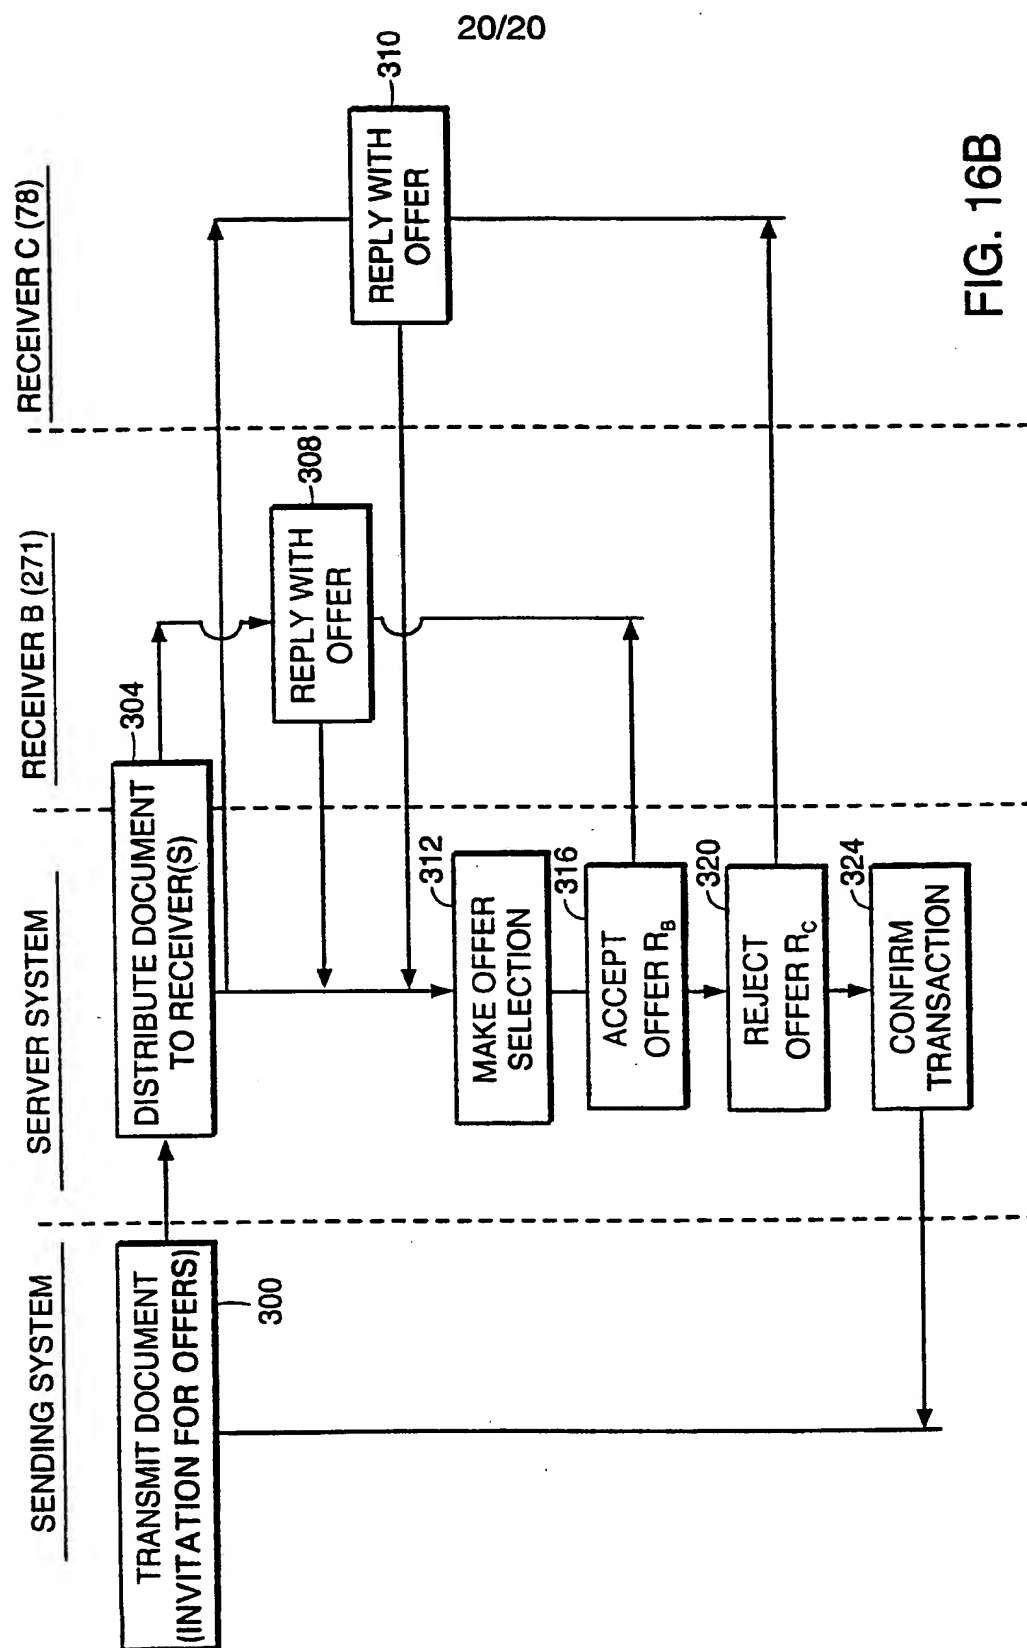 20/20
SENDING SYSTEM
SERVER SYSTEM
RECEIVER B (271)
RECEIVER C (78)
TRANSMIT DOCUMENT
(INVITATION FOR OFFERS)
300
DISTRIBUTE DOCUMENT
TO RECEIVER(S)
304
REPLY WITH
OFFER
308
REPLY WITH
OFFER
310
MAKE OFFER
SELECTION
312
ACCEPT
OFFER RB
316
REJECT
OFFER RC
320
CONFIRM
TRANSACTION
324
FIG. 16B